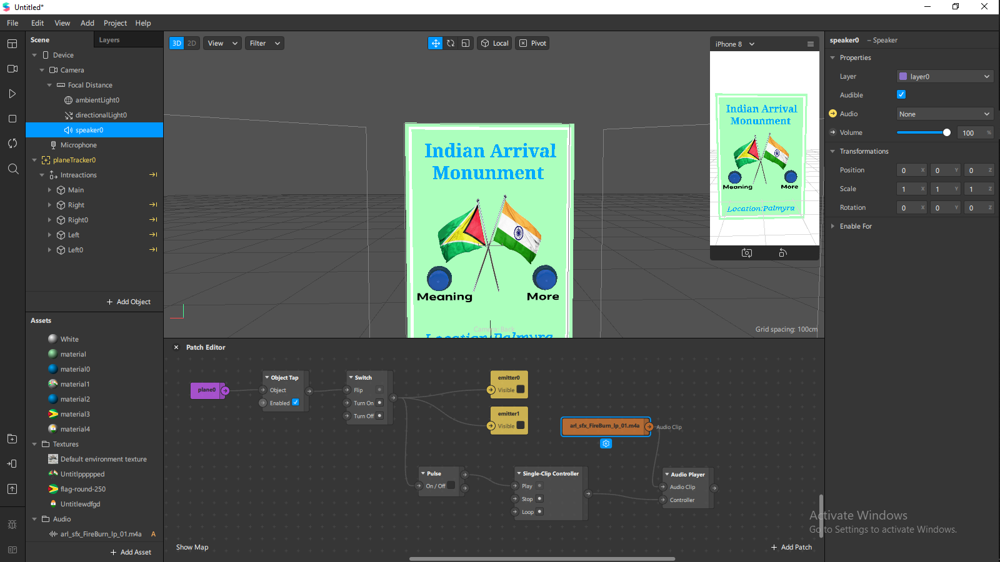 Untitled*
File Edit View Add Project Help
Scene Layers
Device
Camera
Focal Distance
ambientLight0
directionalLight0
speaker0
Microphone
planeTracker0
Intreactions
Main
Right
Right0
Left
Left0
+ Add Object
Assets
White
material
material0
material1
material2
material3
material4
Textures
Default environment texture
Untitlppppped
flag-round-250
Untitlewdfgd
Audio
arl_sfx_FireBurn_lp_01.m4a A
+ Add Asset
3D 2D View Filter Local Pivot
Indian Arrival
Monunment
Meaning More
Location:Palmyra
Camera: Back
Grid spacing: 100cm
iPhone 8
Indian Arrival
Monunment
Meaning More
Location:Palmyra
Patch Editor
plane0
Object Tap
Object
Enabled
Switch
Flip
Turn On
Turn Off
emitter0
Visible
emitter1
Visible
arl_sfx_FireBurn_lp_01.m4a Audio Clip
Pulse
On / Off
Single-Clip Controller
Play
Stop
Loop
Audio Player
Audio Clip
Controller
Show Map
+ Add Patch
speaker0 – Speaker
Properties
Layer layer0
Audible
Audio None
Volume 100 %
Transformations
Position 0 X 0 Y 0 Z
Scale 1 X 1 Y 1 Z
Rotation 0 X 0 Y 0 Z
Enable For
Activate Windows
Go to Settings to activate Windows.